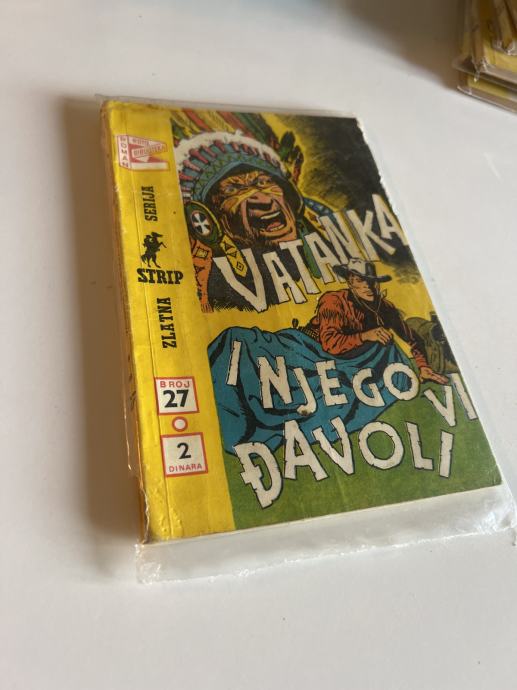 ROMAN
ZLATNA
STRIP
SERIJA
BROJ
27
2
DINARA
VATANKA
I NJEGOVI
ĐAVOLI